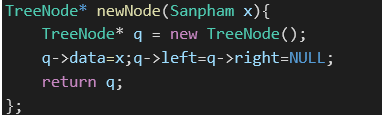 TreeNode* newNode(Sanpham x){
    TreeNode* q = new TreeNode();
    q->data=x;q->left=q->right=NULL;
    return q;
};